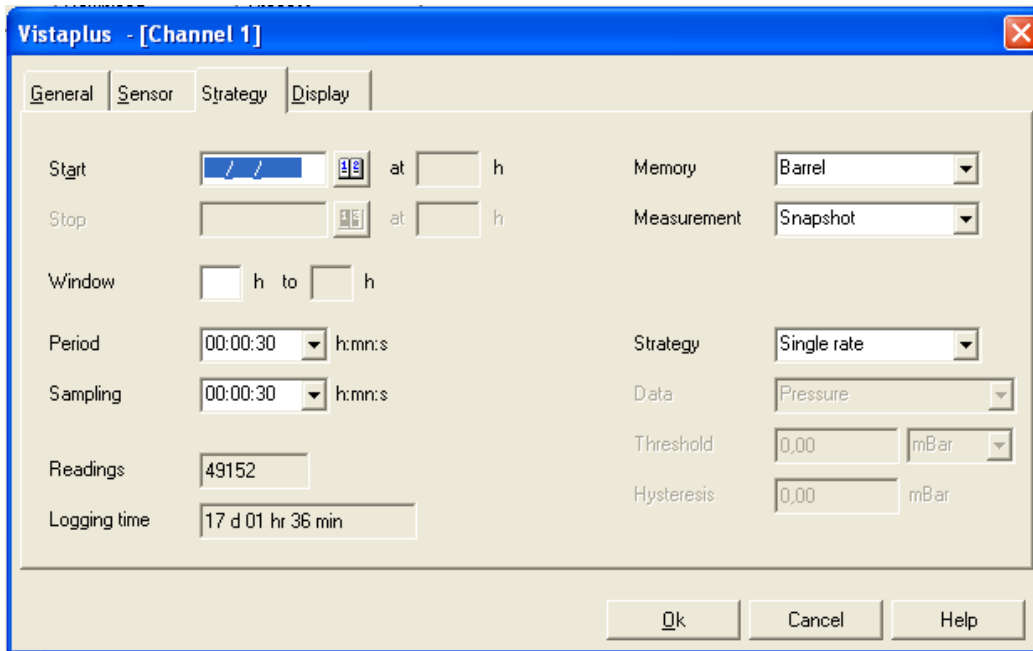 Vistaplus - [Channel 1]
General Sensor Strategy Display
Start / / at h Memory Barrel
Stop at h Measurement Snapshot
Window h to h
Period 00:00:30 h:mn:s Strategy Single rate
Sampling 00:00:30 h:mn:s Data Pressure
Threshold 0,00 mBar
Readings 49152
Hysteresis 0,00 mBar
Logging time 17 d 01 hr 36 min
Ok Cancel Help